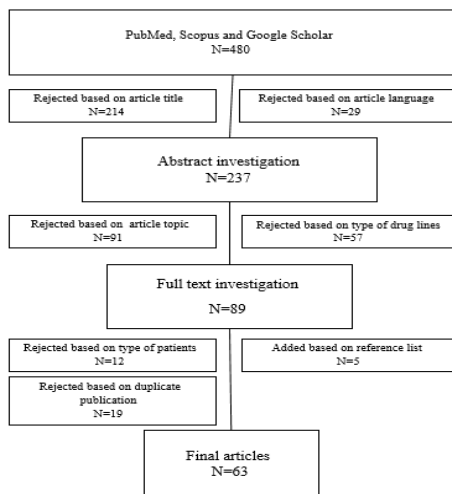 PubMed, Scopus and Google Scholar
N=480
Rejected based on article title
N=214
Rejected based on article language
N=29
Abstract investigation
N=237
Rejected based on article topic
N=91
Rejected based on type of drug lines
N=57
Full text investigation
N=89
Rejected based on type of patients
N=12
Added based on reference list
N=5
Rejected based on duplicate
publication
N=19
Final articles
N=63